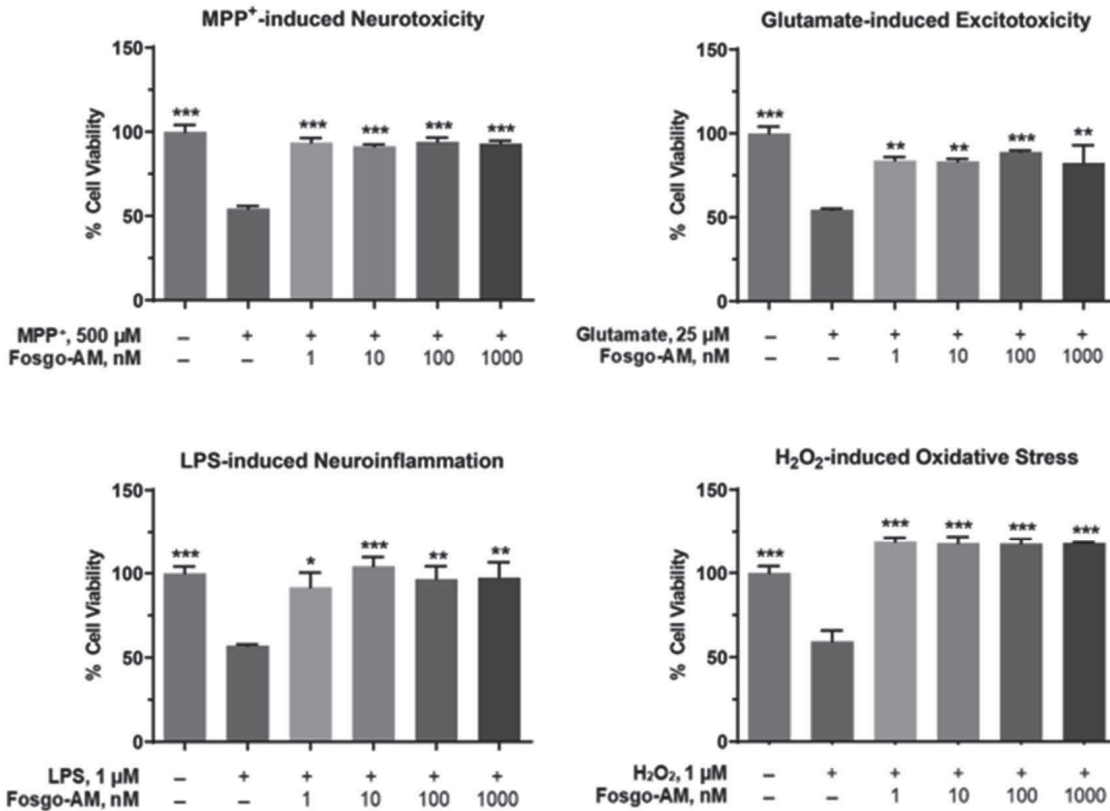 MPP⁺-induced Neurotoxicity
150
100
50
0
% Cell Viability
*** *** *** *** ***
MPP⁺, 500 µM – + + + + +
Fosgo-AM, nM – – 1 10 100 1000
Glutamate-induced Excitotoxicity
150
100
50
0
% Cell Viability
*** ** ** *** **
Glutamate, 25 µM – + + + + +
Fosgo-AM, nM – – 1 10 100 1000
LPS-induced Neuroinflammation
150
100
50
0
% Cell Viability
*** * *** ** **
LPS, 1 µM – + + + + +
Fosgo-AM, nM – – 1 10 100 1000
H₂O₂-induced Oxidative Stress
150
100
50
0
% Cell Viability
*** *** *** *** ***
H₂O₂, 1 µM – + + + + +
Fosgo-AM, nM – – 1 10 100 1000